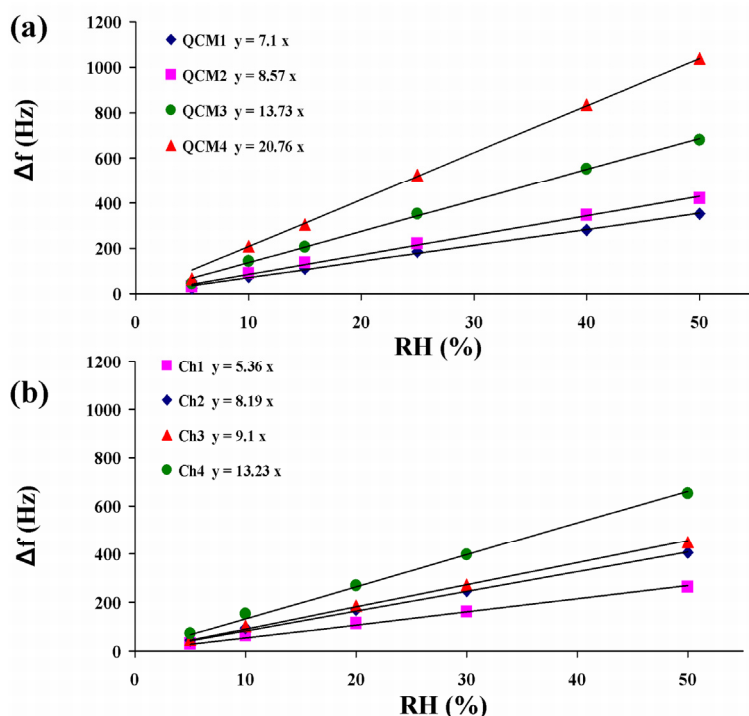 (a)
1200
1000
800
600
400
200
0
Δf (Hz)
QCM1 y = 7.1 x
QCM2 y = 8.57 x
QCM3 y = 13.73 x
QCM4 y = 20.76 x
0 10 20 30 40 50
RH (%)
(b)
1200
1000
800
600
400
200
0
Δf (Hz)
Ch1 y = 5.36 x
Ch2 y = 8.19 x
Ch3 y = 9.1 x
Ch4 y = 13.23 x
0 10 20 30 40 50
RH (%)